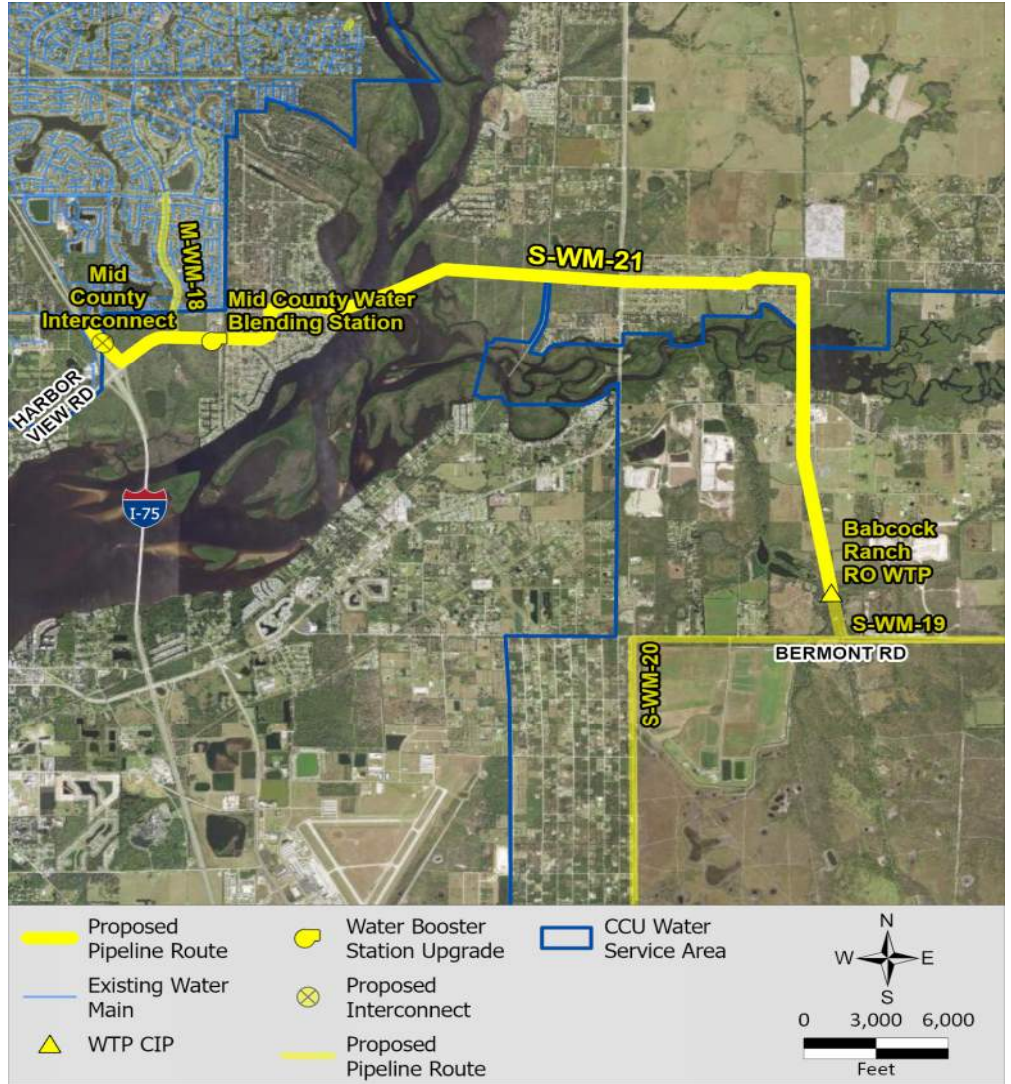 S-WM-21
M-WM-18
Mid
County
Interconnect
Mid County Water
Blending Station
HARBOR
VIEW RD
I-75
Babcock
Ranch
RO WTP
S-WM-19
BERMONT RD
S-WM-20
Proposed
Pipeline Route
Existing Water
Main
WTP CIP
Water Booster
Station Upgrade
Proposed
Interconnect
Proposed
Pipeline Route
CCU Water
Service Area
N
W E
S
0 3,000 6,000
Feet